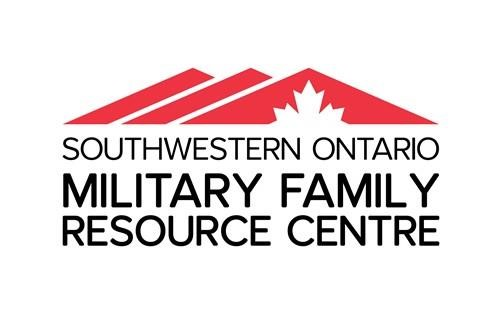 SOUTHWESTERN ONTARIO
MILITARY FAMILY
RESOURCE CENTRE